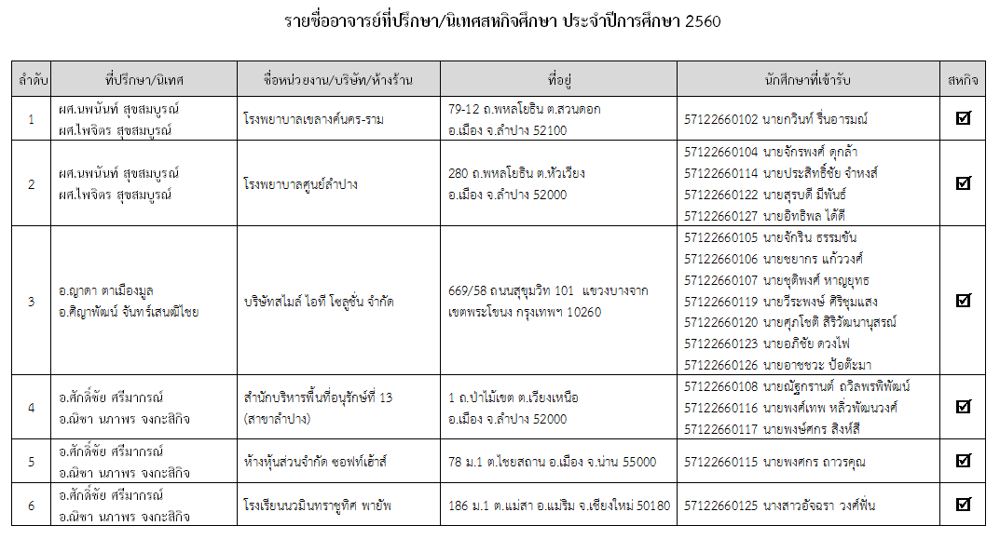 รายชื่ออาจารย์ที่ปรึกษา/นิเทศสหกิจศึกษา ประจำปีการศึกษา 2560
ลำดับ ที่ปรึกษา/นิเทศ ชื่อหน่วยงาน/บริษัท/ห้างร้าน ที่อยู่ นักศึกษาที่เข้ารับ สหกิจ
1
ผศ.นพนันท์ สุขสมบูรณ์
ผศ.ไพจิตร สุขสมบูรณ์
โรงพยาบาลเขลางค์นคร-ราม
79-12 ถ.พหลโยธิน ต.สวนดอก
อ.เมือง จ.ลำปาง 52100
57122660102 นายกวินท์ รื่นอารมณ์
2
ผศ.นพนันท์ สุขสมบูรณ์
ผศ.ไพจิตร สุขสมบูรณ์
โรงพยาบาลศูนย์ลำปาง
280 ถ.พหลโยธิน ต.หัวเวียง
อ.เมือง จ.ลำปาง 52000
57122660104 นายจักรพงศ์ ดุกล้า
57122660114 นายประสิทธิ์ชัย จำหงส์
57122660122 นายสุรบดี มีพันธ์
57122660127 นายอิทธิพล ได้ดี
3
อ.ญาดา ตาเมืองมูล
อ.ศิญาพัฒน์ จันทร์เสนฒิไชย
บริษัทสไมล์ ไอที โซลูชั่น จำกัด
669/58 ถนนสุขุมวิท 101 แขวงบางจาก
เขตพระโขนง กรุงเทพฯ 10260
57122660105 นายจักริน ธรรมขัน
57122660106 นายชยากร แก้ววงศ์
57122660107 นายชุติพงศ์ หาญยุทธ
57122660119 นายวีระพงษ์ ศิริชุมแสง
57122660120 นายศุภโชติ สิริวัฒนานุสรณ์
57122660123 นายอภิชัย ดวงไฟ
57122660126 นายอาชชวะ ป้อต๊ะมา
4
อ.ศักดิ์ชัย ศรีมากรณ์
อ.ณิชา นภาพร จงกะสิกิจ
สำนักบริหารพื้นที่อนุรักษ์ที่ 13
(สาขาลำปาง)
1 ถ.ป่าไม้เขต ต.เวียงเหนือ
อ.เมือง จ.ลำปาง 52000
57122660108 นายณัฐกรานต์ ถวิลพรพิพัฒน์
57122660116 นายพงศ์เทพ หลิ่วพัฒนวงศ์
57122660117 นายพงษ์ศกร สิงห์สี
5
อ.ศักดิ์ชัย ศรีมากรณ์
อ.ณิชา นภาพร จงกะสิกิจ
ห้างหุ้นส่วนจำกัด ซอฟท์เฮ้าส์
78 ม.1 ต.ไชยสถาน อ.เมือง จ.น่าน 55000
57122660115 นายพงศกร ถาวรคุณ
6
อ.ศักดิ์ชัย ศรีมากรณ์
อ.ณิชา นภาพร จงกะสิกิจ
โรงเรียนนวมินทราชูทิศ พายัพ
186 ม.1 ต.แม่สา อ.แม่ริม จ.เชียงใหม่ 50180
57122660125 นางสาวอัจฉรา วงศ์ฟั่น